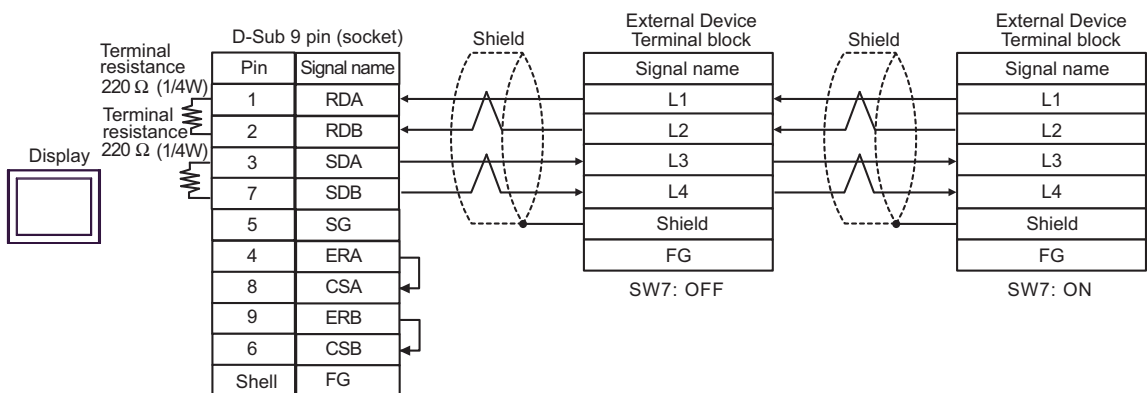 Display
Terminal
resistance
220 Ω (1/4W)
Terminal
resistance
220 Ω (1/4W)
D-Sub 9 pin (socket)
Pin Signal name
1 RDA
2 RDB
3 SDA
7 SDB
5 SG
4 ERA
8 CSA
9 ERB
6 CSB
Shell FG
Shield
External Device
Terminal block
Signal name
L1
L2
L3
L4
Shield
FG
SW7: OFF
Shield
External Device
Terminal block
Signal name
L1
L2
L3
L4
Shield
FG
SW7: ON